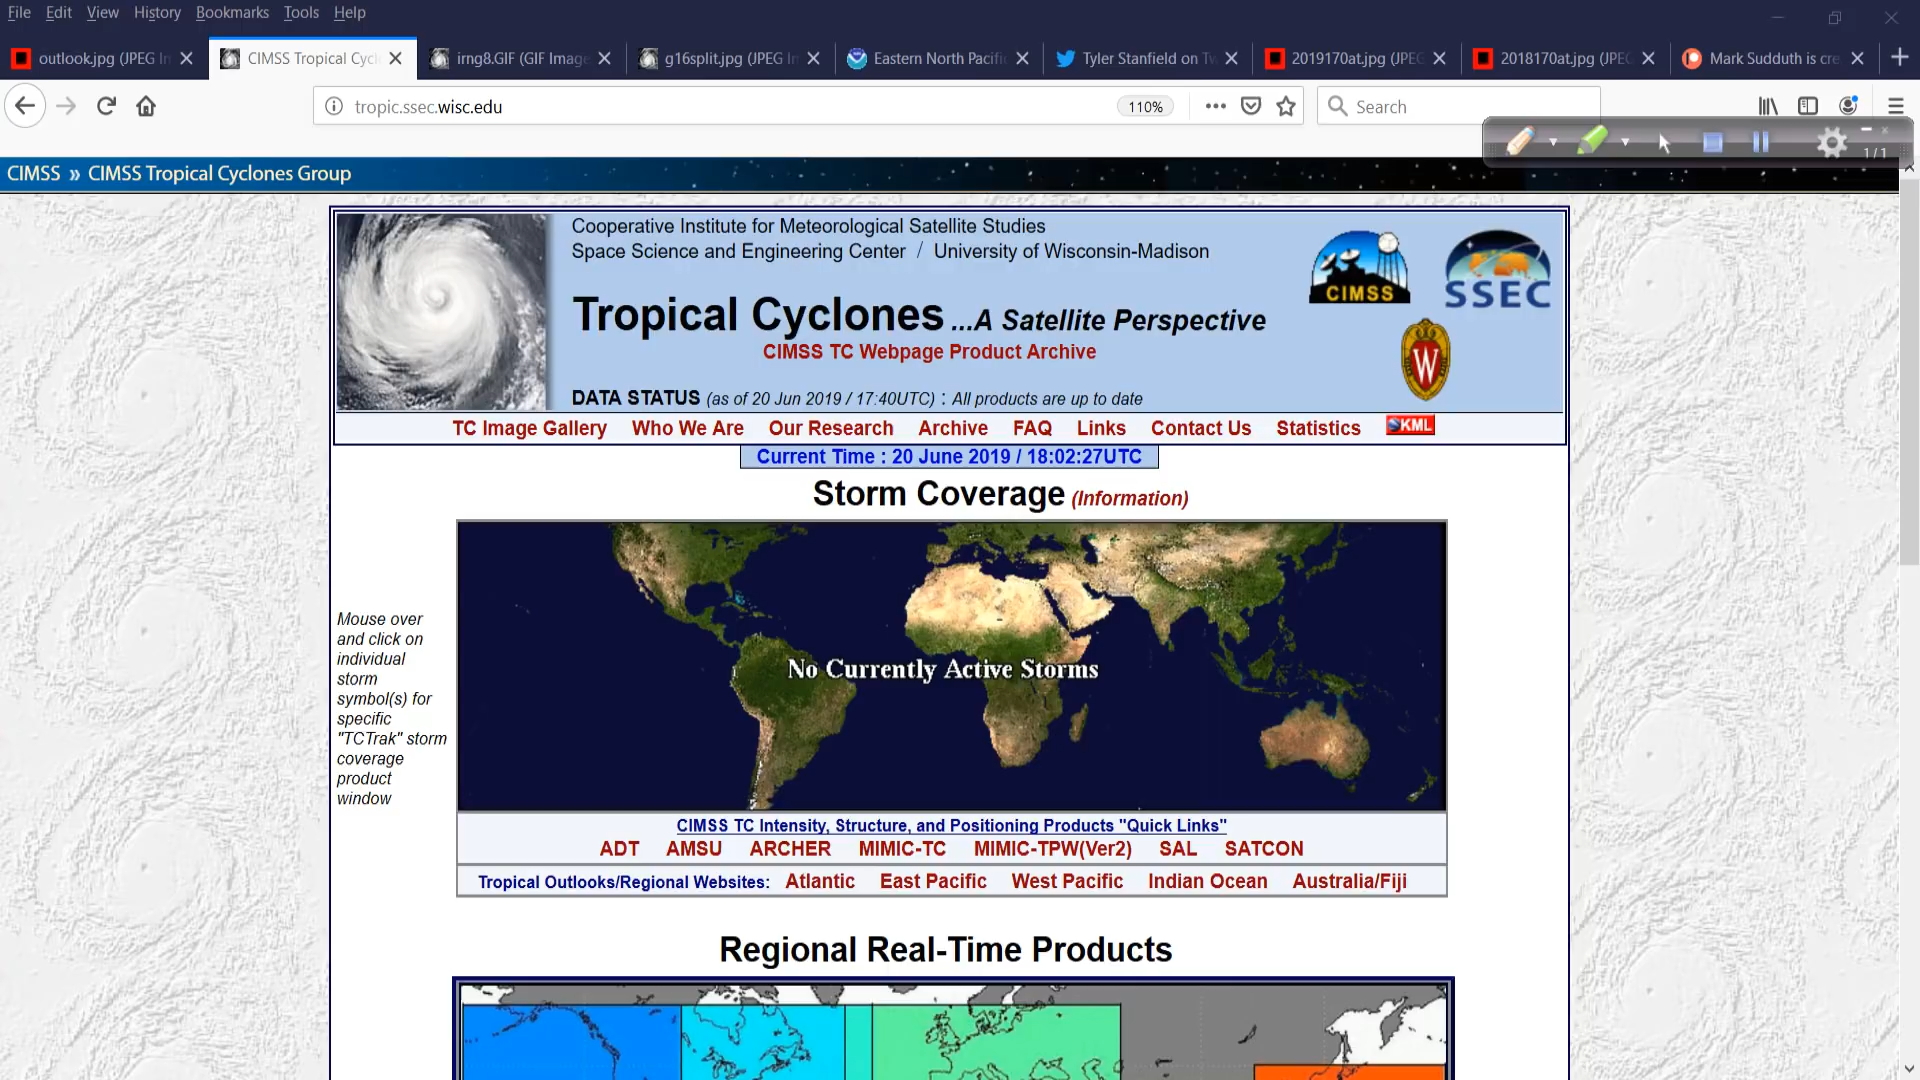 File Edit View History Bookmarks Tools Help
outlook.jpg (JPEG In
CIMSS Tropical Cycl
irng8.GIF (GIF Image
g16split.jpg (JPEG In
Eastern North Pacific
Tyler Stanfield on Tw
2019170at.jpg (JPEG
2018170at.jpg (JPEG
Mark Sudduth is cre
tropic.ssec.wisc.edu
110%
Search
1/1
CIMSS » CIMSS Tropical Cyclones Group
Cooperative Institute for Meteorological Satellite Studies
Space Science and Engineering Center / University of Wisconsin-Madison
CIMSS
SSEC
Tropical Cyclones ...A Satellite Perspective
CIMSS TC Webpage Product Archive
W
DATA STATUS (as of 20 Jun 2019 / 17:40UTC) : All products are up to date
TC Image Gallery Who We Are Our Research Archive FAQ Links Contact Us Statistics KML
Current Time : 20 June 2019 / 18:02:27UTC
Storm Coverage (Information)
Mouse over
and click on
individual
storm
symbol(s) for
specific
"TCTrak" storm
coverage
product
window
No Currently Active Storms
CIMSS TC Intensity, Structure, and Positioning Products "Quick Links"
ADT AMSU ARCHER MIMIC-TC MIMIC-TPW(Ver2) SAL SATCON
Tropical Outlooks/Regional Websites: Atlantic East Pacific West Pacific Indian Ocean Australia/Fiji
Regional Real-Time Products